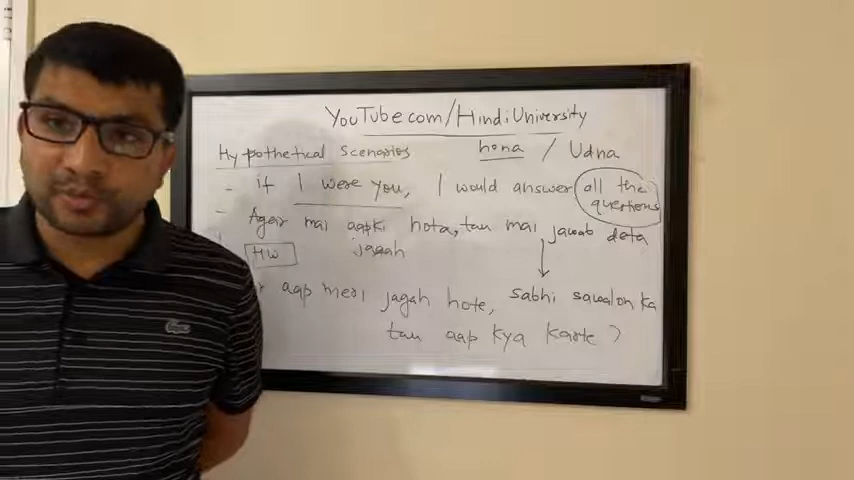 YouTube.com/HindiUniversity
Hypothetical Scenarios hona / Udna
- if I were you, I would answer all the questions
- Agar mai aapki hota, tau mai jawab deta
jagah
HW
aap meri jagah hote, sabhi sawalon ka
tau aap kya karte ?